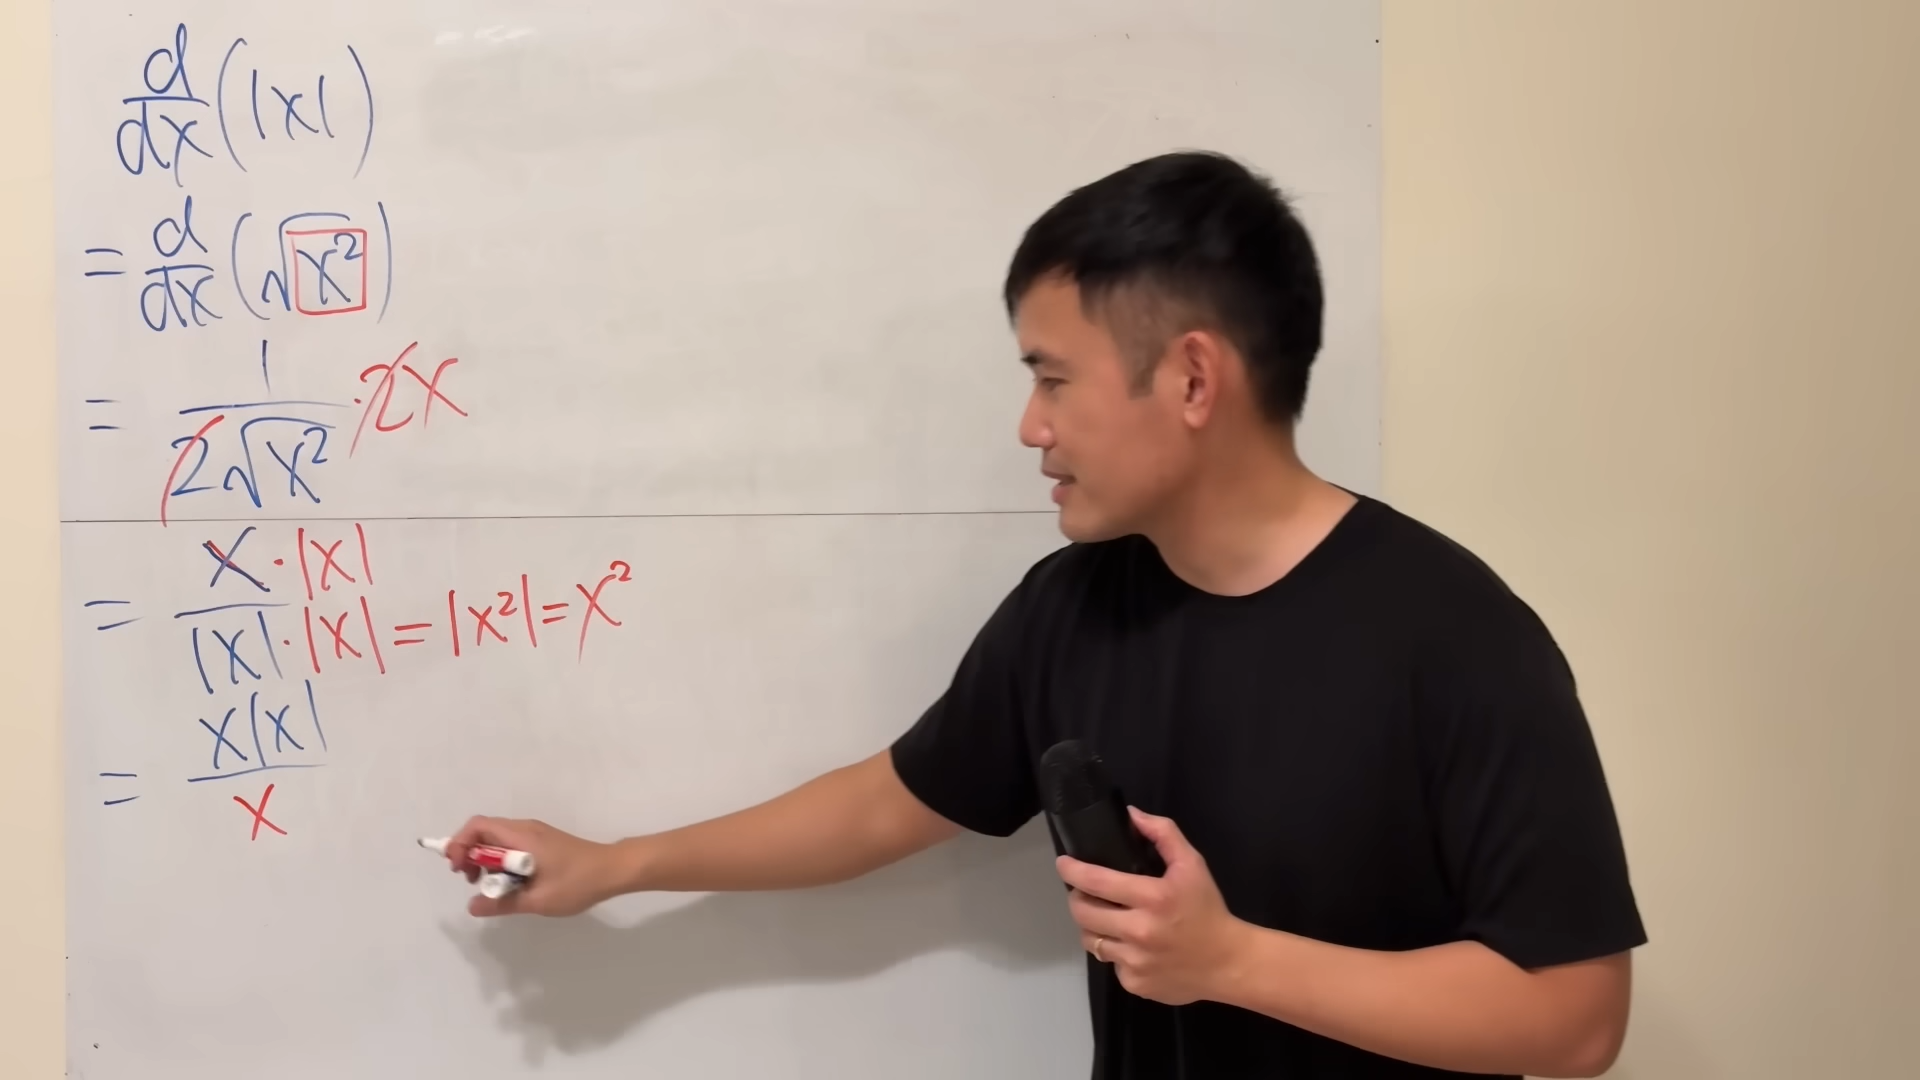 d/dx (|x|)
= d/dx (√x²)
= 1/(2√x²) · 2x
= (x · |x|)/(|x| · |x|) = |x²| = x²
= x|x|/x